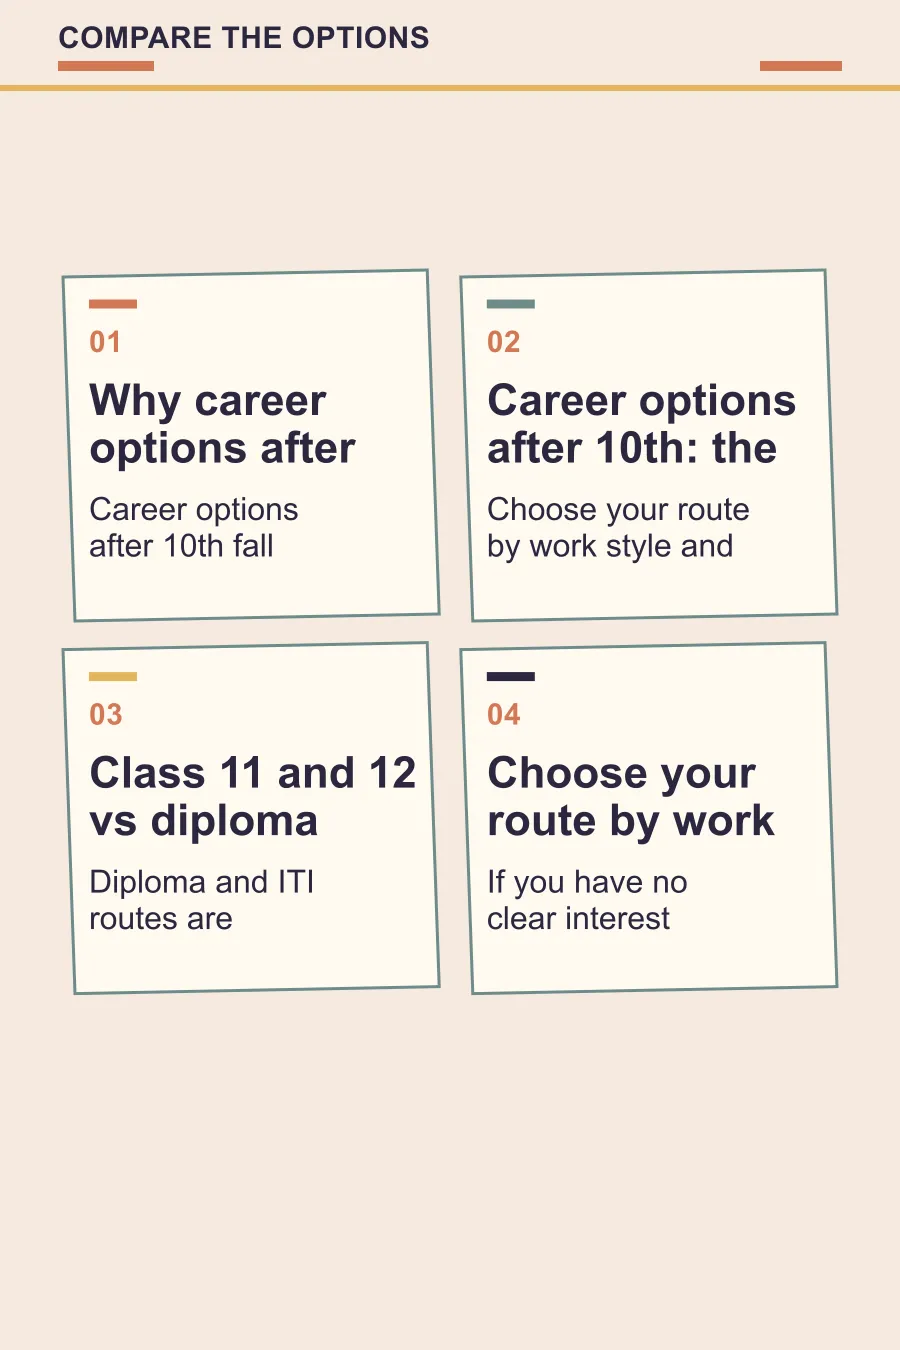 COMPARE THE OPTIONS
01
Why career
options after
Career options
after 10th fall
02
Career options
after 10th: the
Choose your route
by work style and
03
Class 11 and 12
vs diploma
Diploma and ITI
routes are
04
Choose your
route by work
If you have no
clear interest